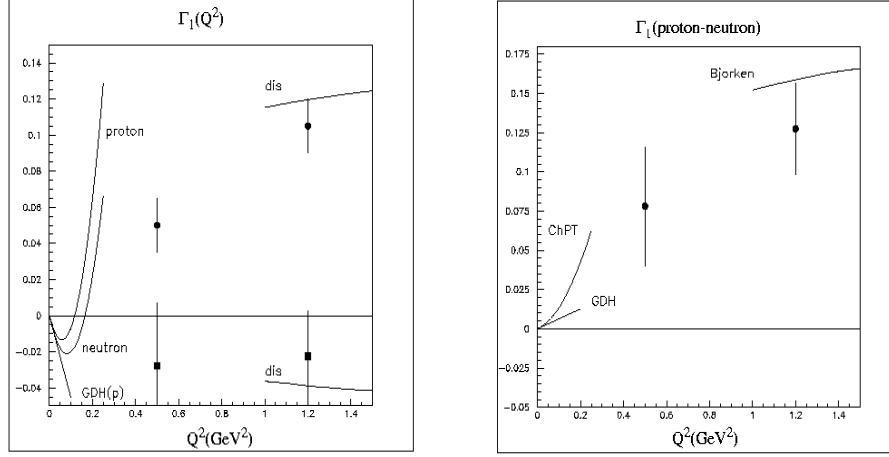 Γ₁(Q²)
0.14
0.12
0.1
0.08
0.06
0.04
0.02
0
−0.02
−0.04
dis
proton
neutron
GDH(p)
dis
0 0.2 0.4 0.6 0.8 1 1.2 1.4
Q²(GeV²)
Γ₁(proton-neutron)
0.175
0.15
0.125
0.1
0.075
0.05
0.025
0
−0.025
−0.05
Bjorken
ChPT
GDH
0 0.2 0.4 0.6 0.8 1 1.2 1.4
Q²(GeV²)